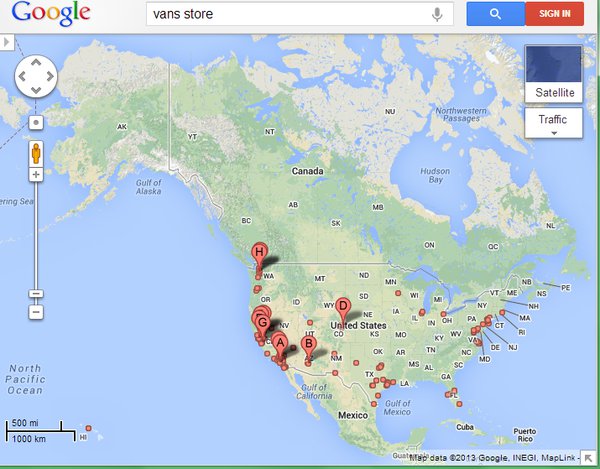 Google
vans store
SIGN IN
Satellite
Traffic
AK
YT
NT
NU
Northwestern
Passages
Gulf of
Alaska
Canada
Hudson
Bay
ering Sea
BC
AB
SK
MB
ON
QC
NL
NB
PE
NS
H
WA
MT
ND
MN
OR
ID
SD
WI
MI
VT
NH
ME
WY
D
IA
NE
IL
IN
OH
PA
MA
RI
CT
NJ
DE
MD
G
NV
UT
CO
United States
KS
MO
KY
WV
VA
A
B
NM
OK
AR
TN
NC
SC
TX
LA
MS
AL
GA
FL
North
Pacific
Ocean
Gulf of
California
Gulf of
Mexico
Mexico
Cuba
Puerto
Rico
Guatemala
500 mi
1000 km
HI
Map data ©2013 Google, INEGI, MapLink -